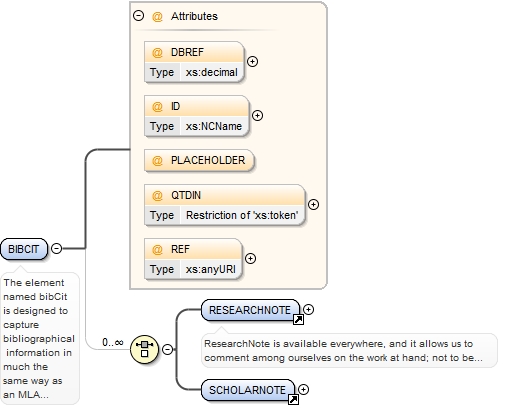 Attributes
@ DBREF
Type xs:decimal
@ ID
Type xs:NCName
@ PLACEHOLDER
@ QTDIN
Type Restriction of 'xs:token'
@ REF
Type xs:anyURI
BIBCIT
The element
named bibCit is
designed to
capture
bibliographical
information in
much the
same way as
an MLA...
0..∞
RESEARCHNOTE
ResearchNote is available everywhere, and it allows us to
comment among ourselves on the work at hand; not to be...
SCHOLARNOTE